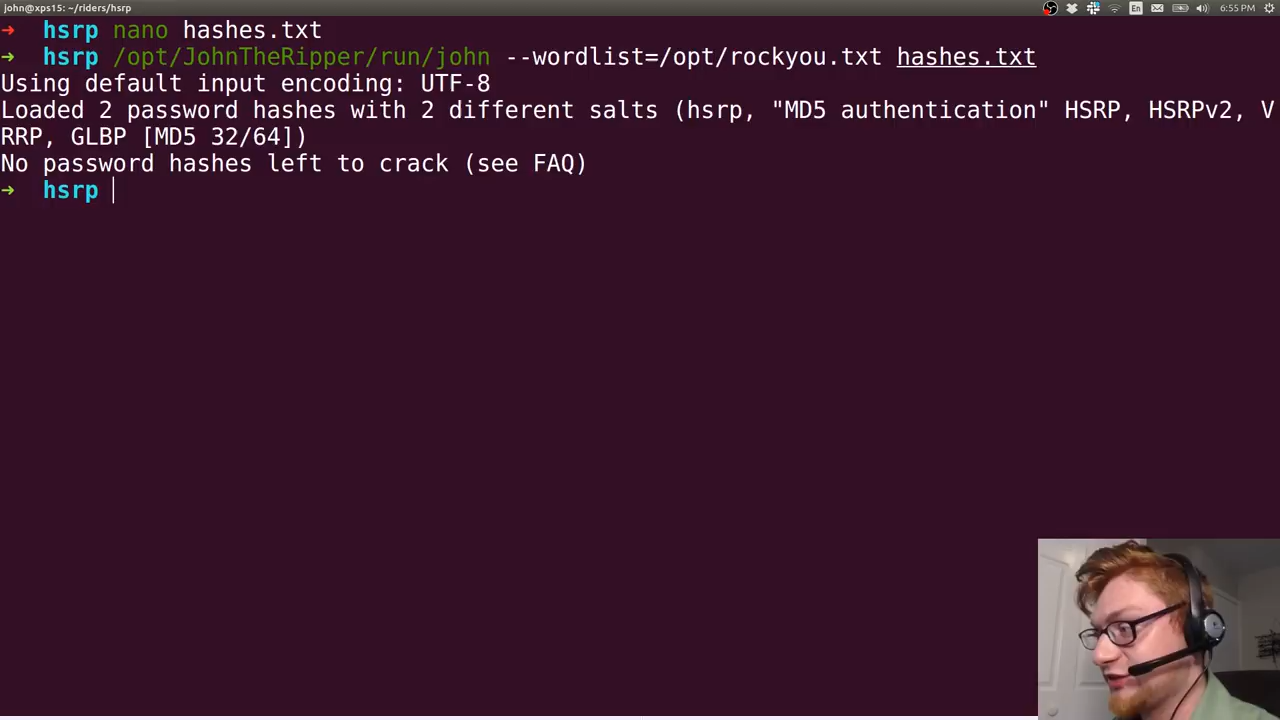 john@xps15: ~/riders/hsrp
En
6:55 PM
➜ hsrp nano hashes.txt
➜ hsrp /opt/JohnTheRipper/run/john --wordlist=/opt/rockyou.txt hashes.txt
Using default input encoding: UTF-8
Loaded 2 password hashes with 2 different salts (hsrp, "MD5 authentication" HSRP, HSRPv2, V
RRP, GLBP [MD5 32/64])
No password hashes left to crack (see FAQ)
➜ hsrp